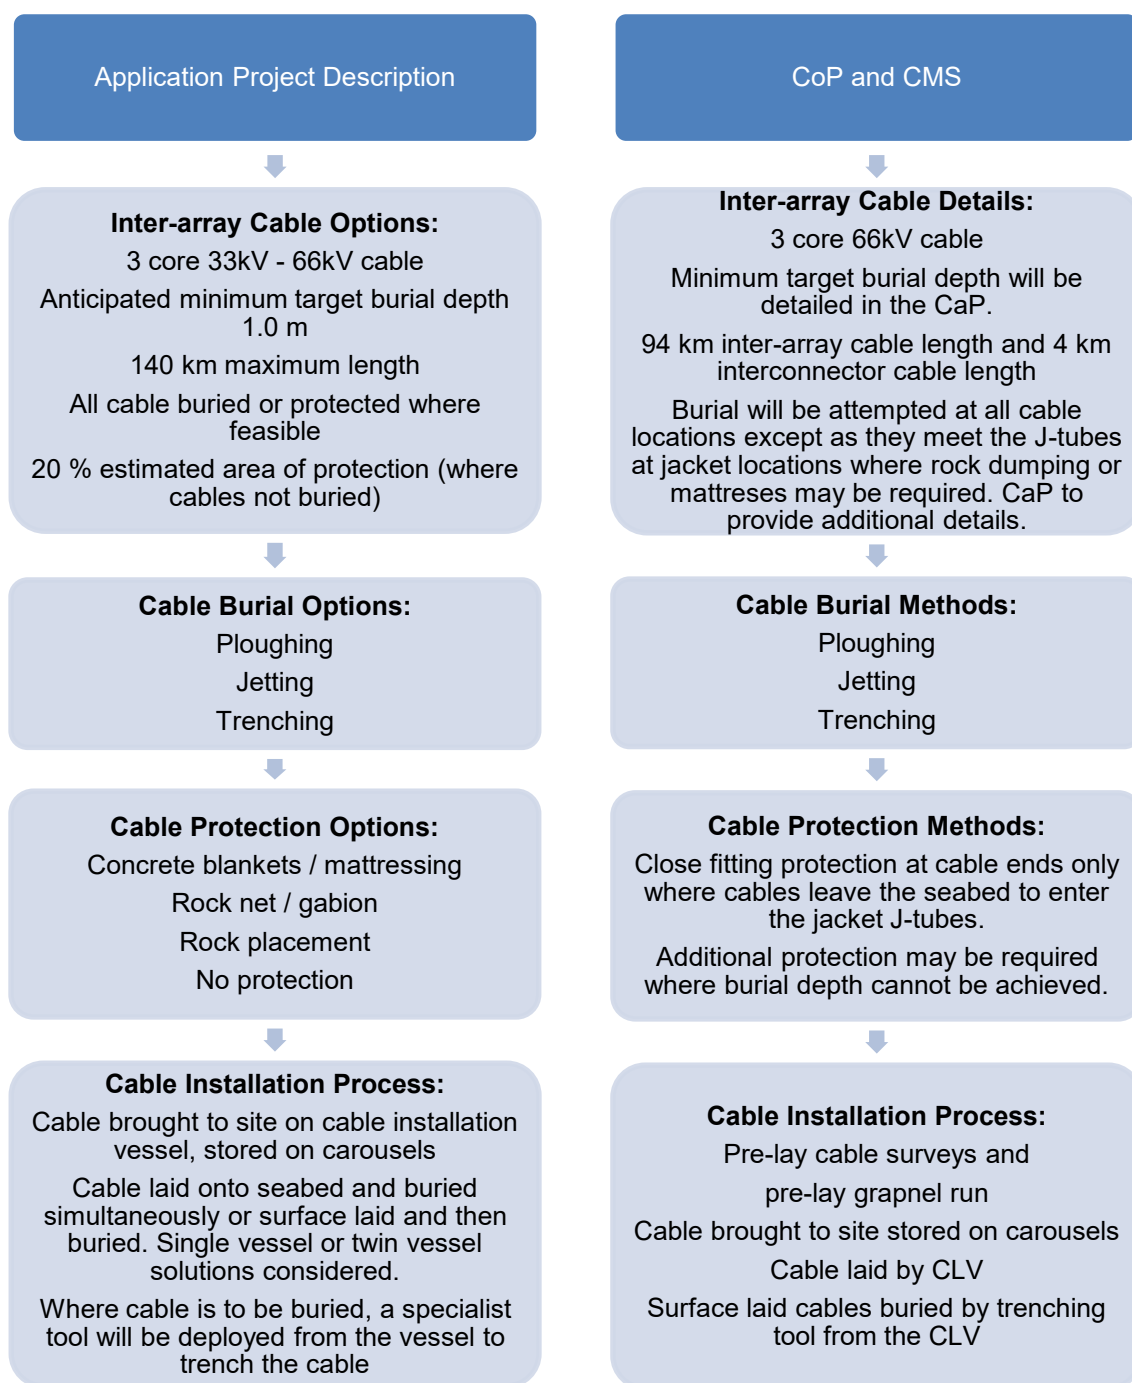 Application Project Description
Inter-array Cable Options:
3 core 33kV - 66kV cable
Anticipated minimum target burial depth
1.0 m
140 km maximum length
All cable buried or protected where
feasible
20 % estimated area of protection (where
cables not buried)
Cable Burial Options:
Ploughing
Jetting
Trenching
Cable Protection Options:
Concrete blankets / mattressing
Rock net / gabion
Rock placement
No protection
Cable Installation Process:
Cable brought to site on cable installation
vessel, stored on carousels
Cable laid onto seabed and buried
simultaneously or surface laid and then
buried. Single vessel or twin vessel
solutions considered.
Where cable is to be buried, a specialist
tool will be deployed from the vessel to
trench the cable
CoP and CMS
Inter-array Cable Details:
3 core 66kV cable
Minimum target burial depth will be
detailed in the CaP.
94 km inter-array cable length and 4 km
interconnector cable length
Burial will be attempted at all cable
locations except as they meet the J-tubes
at jacket locations where rock dumping or
mattreses may be required. CaP to
provide additional details.
Cable Burial Methods:
Ploughing
Jetting
Trenching
Cable Protection Methods:
Close fitting protection at cable ends only
where cables leave the seabed to enter
the jacket J-tubes.
Additional protection may be required
where burial depth cannot be achieved.
Cable Installation Process:
Pre-lay cable surveys and
pre-lay grapnel run
Cable brought to site stored on carousels
Cable laid by CLV
Surface laid cables buried by trenching
tool from the CLV